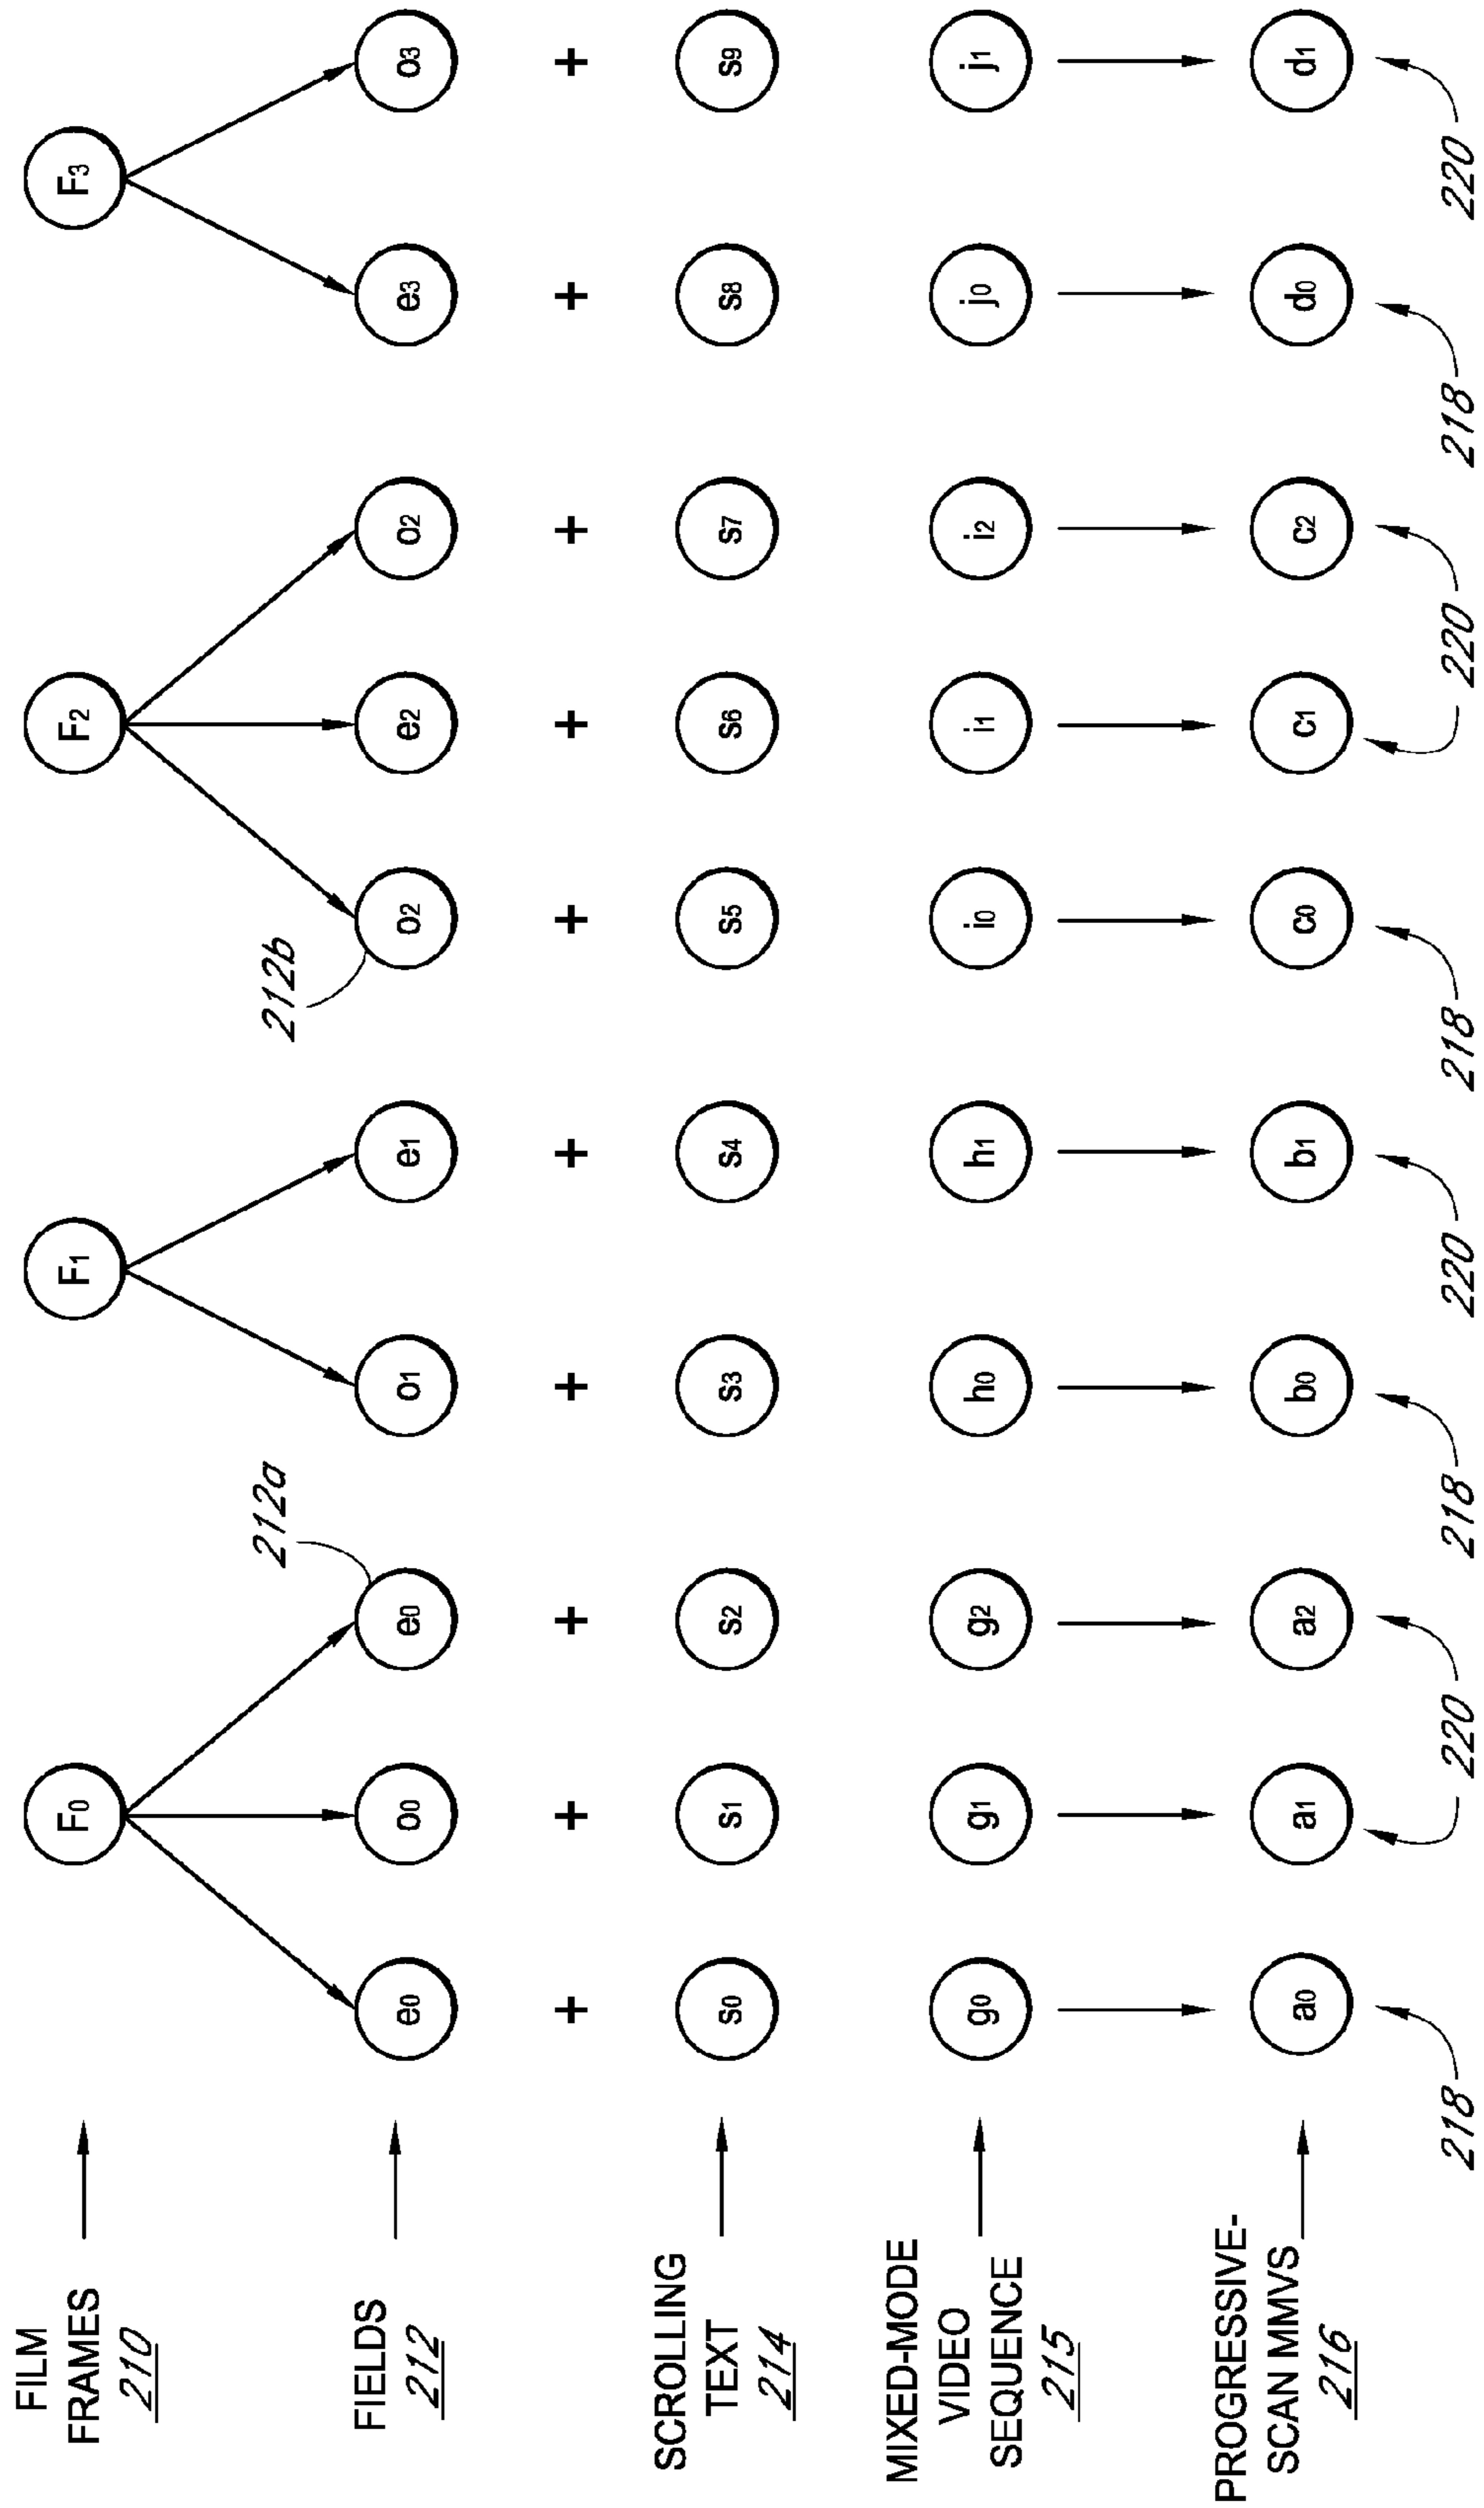 FILM
FRAMES
210
F0
F1
F2
F3
212a
212b
FIELDS
212
e0
o0
e0
o1
e1
o2
e2
o2
e3
o3
+ + + + + + + + + +
SCROLLING
TEXT
214
s0
s1
s2
s3
s4
s5
s6
s7
s8
s9
MIXED-MODE
VIDEO
SEQUENCE
215
g0
g1
g2
h0
h1
i0
i1
i2
j0
j1
PROGRESSIVE-
SCAN MMVS
216
a0
a1
a2
b0
b1
c0
c1
c2
d0
d1
218
220
218
220
218
220
218
220